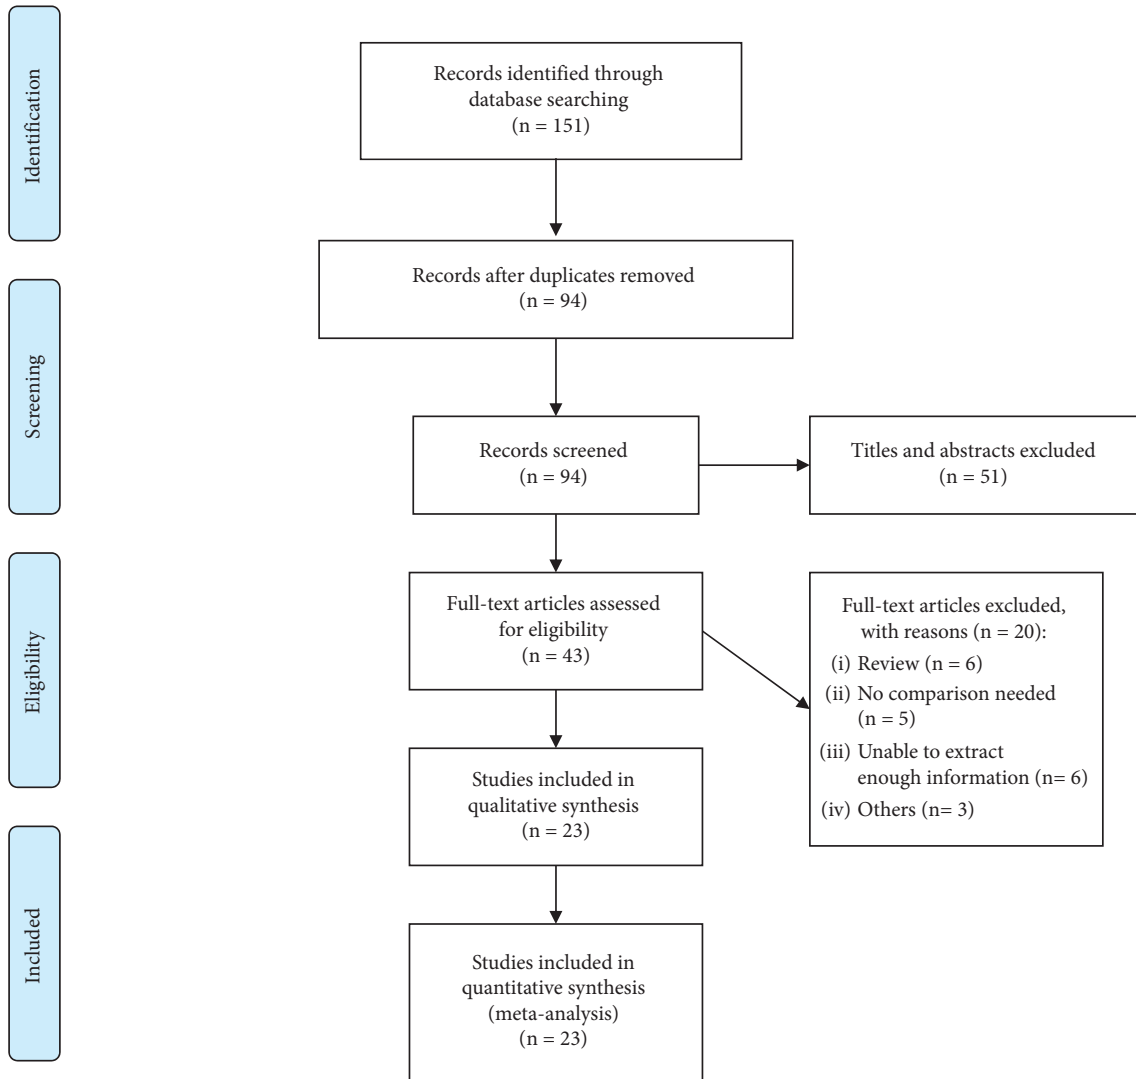 Identification
Records identified through
database searching
(n = 151)
Records after duplicates removed
(n = 94)
Screening
Records screened
(n = 94)
Titles and abstracts excluded
(n = 51)
Eligibility
Full-text articles assessed
for eligibility
(n = 43)
Full-text articles excluded,
with reasons (n = 20):
(i) Review (n = 6)
(ii) No comparison needed
(n = 5)
(iii) Unable to extract
enough information (n= 6)
(iv) Others (n= 3)
Studies included in
qualitative synthesis
(n = 23)
Included
Studies included in
quantitative synthesis
(meta-analysis)
(n = 23)